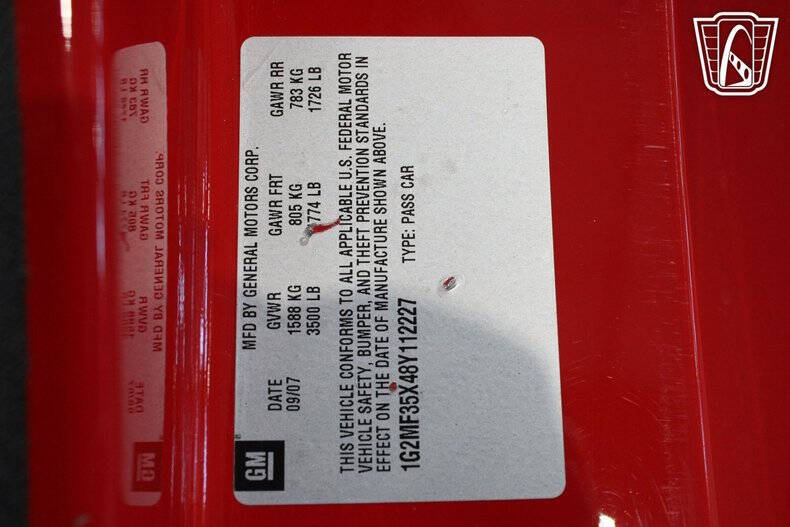 GM
MFD BY GENERAL MOTORS CORP.
DATE GVWR GAWR FRT GAWR RR
09/07 1588 KG 805 KG 783 KG
3500 LB 774 LB 1726 LB
THIS VEHICLE CONFORMS TO ALL APPLICABLE U.S. FEDERAL MOTOR
VEHICLE SAFETY, BUMPER, AND THEFT PREVENTION STANDARDS IN
EFFECT ON THE DATE OF MANUFACTURE SHOWN ABOVE.
1G2MF35X48Y112227 TYPE: PASS CAR